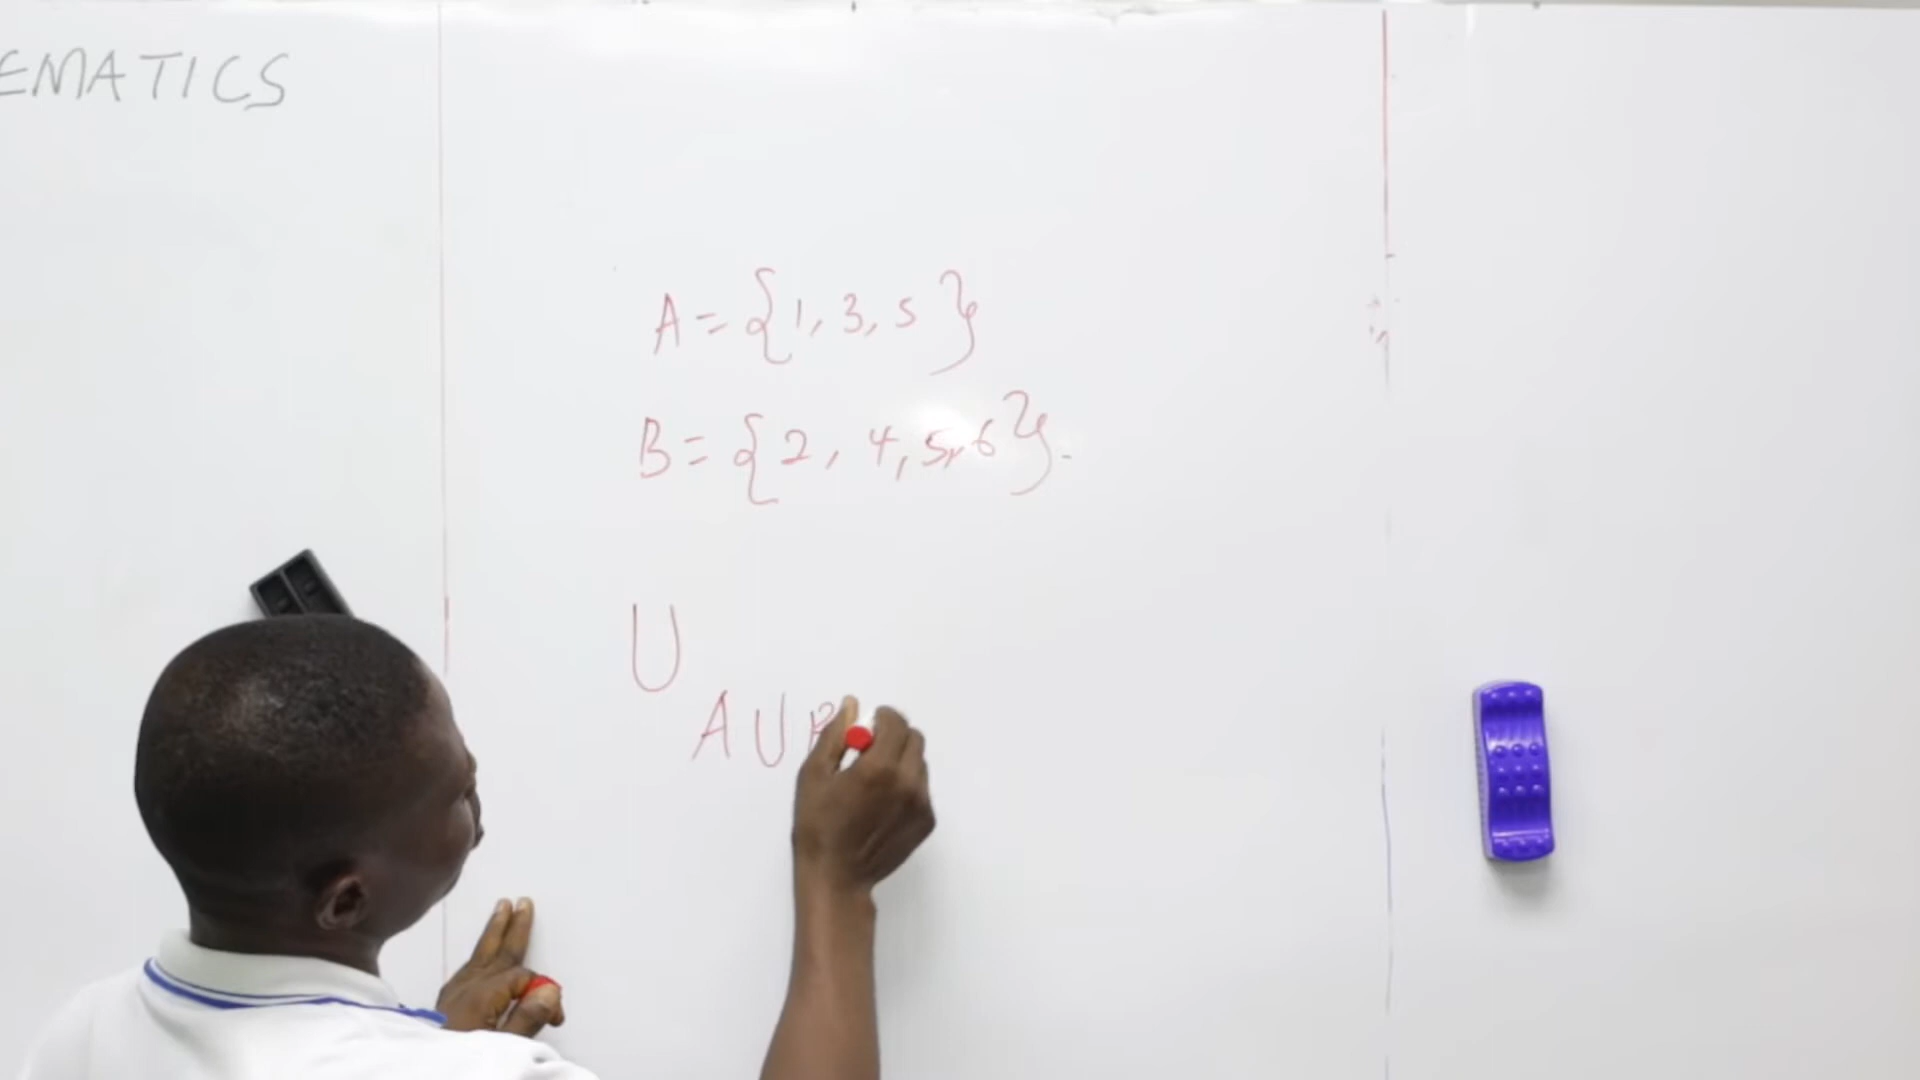 EMATICS
A = {1, 3, 5}
B = {2, 4, 5, 6}.
U
A U B